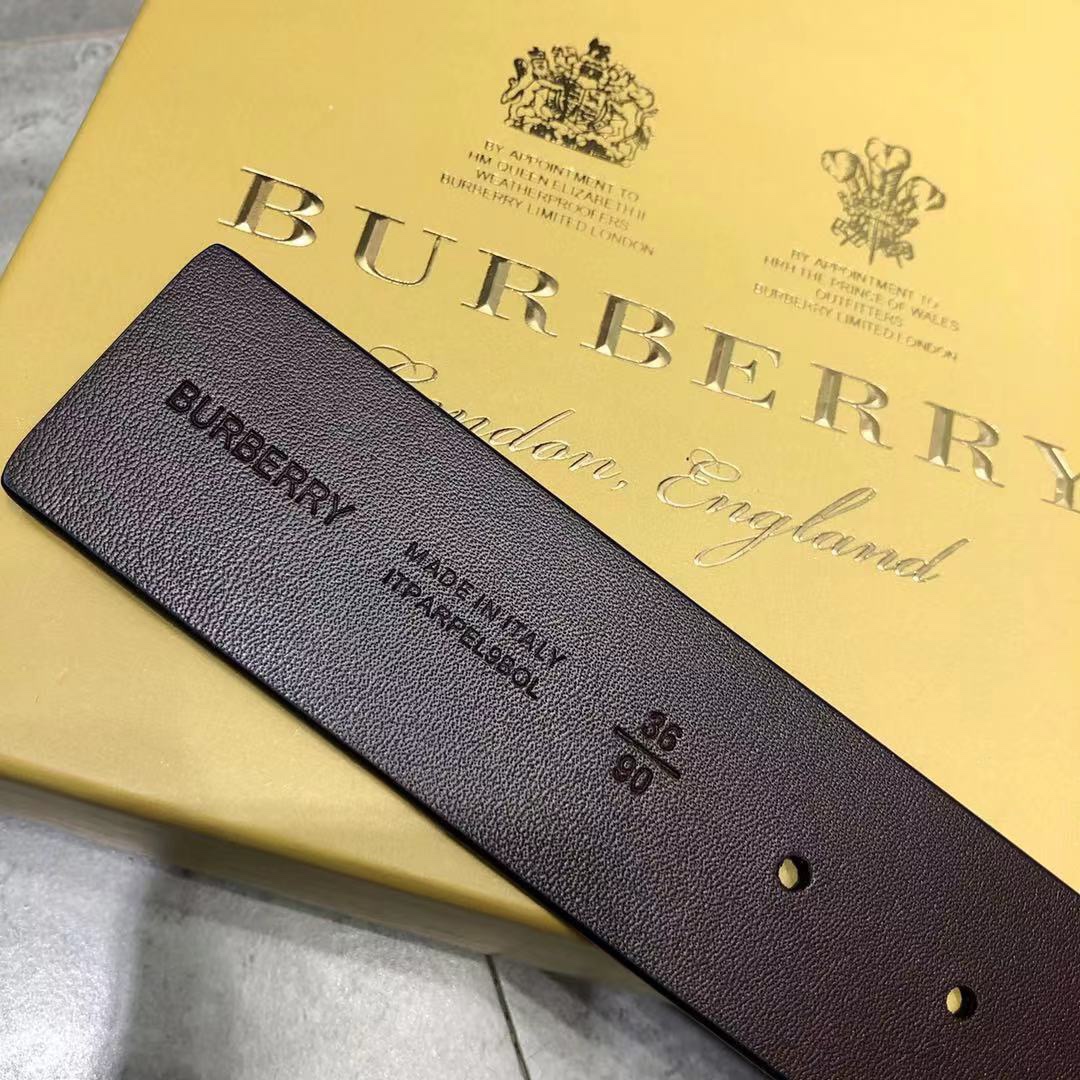 BY APPOINTMENT TO
HM QUEEN ELIZABETH II
WEATHERPROOFERS
BURBERRY LIMITED LONDON
BY APPOINTMENT TO
HRH THE PRINCE OF WALES
OUTFITTERS
BURBERRY LIMITED LONDON
BURBERRY
London, England
BURBERRY
MADE IN ITALY
ITPARPEL9BOL
36
90